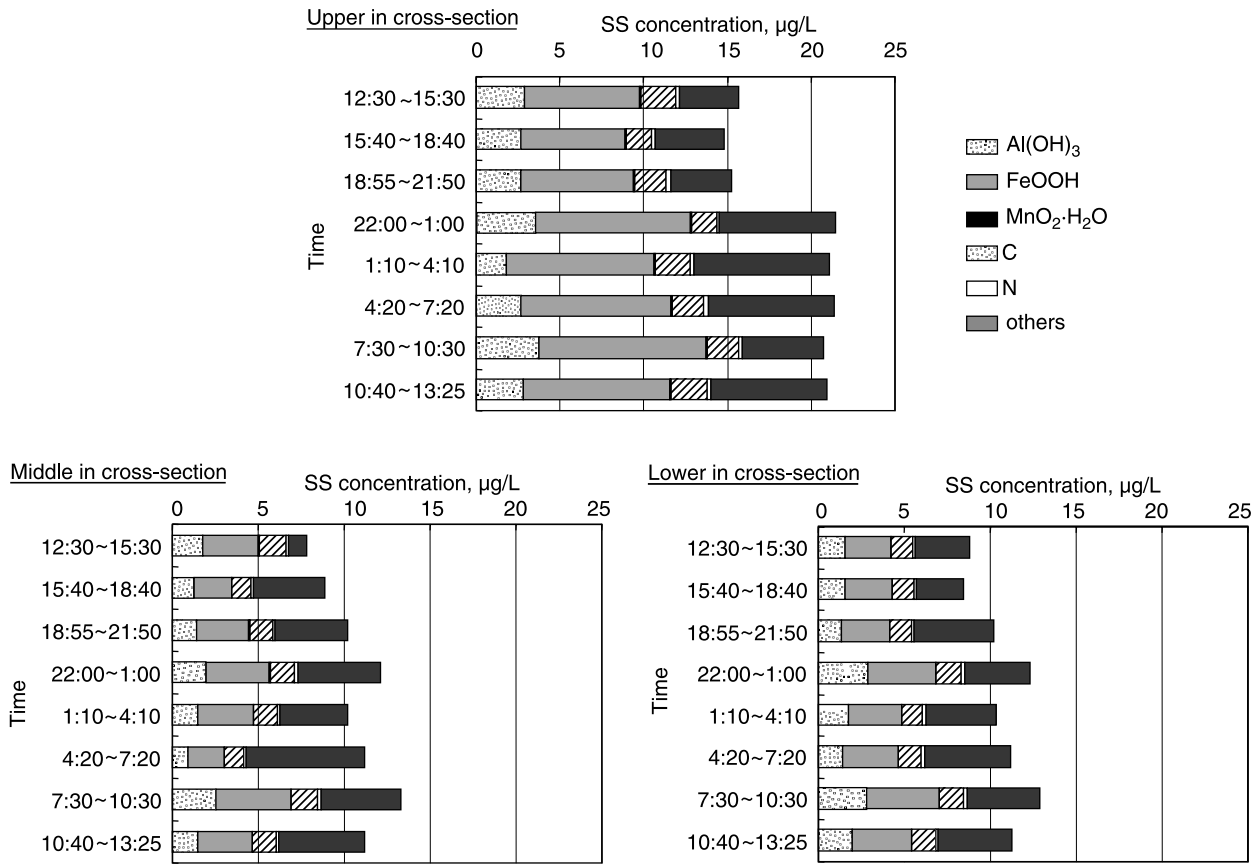 Upper in cross-section
SS concentration, µg/L
0 5 10 15 20 25
Time
12:30~15:30
15:40~18:40
18:55~21:50
22:00~1:00
1:10~4:10
4:20~7:20
7:30~10:30
10:40~13:25
Al(OH)₃
FeOOH
MnO₂·H₂O
C
N
others
Middle in cross-section
SS concentration, µg/L
0 5 10 15 20 25
Time
12:30~15:30
15:40~18:40
18:55~21:50
22:00~1:00
1:10~4:10
4:20~7:20
7:30~10:30
10:40~13:25
Lower in cross-section
SS concentration, µg/L
0 5 10 15 20 25
Time
12:30~15:30
15:40~18:40
18:55~21:50
22:00~1:00
1:10~4:10
4:20~7:20
7:30~10:30
10:40~13:25